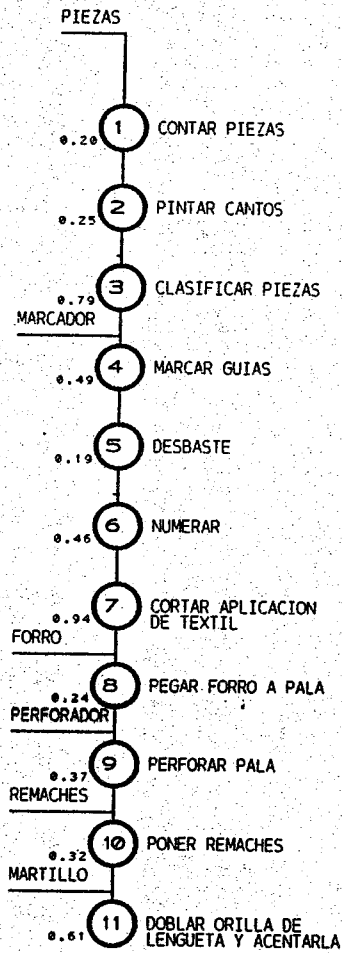 PIEZAS
1 CONTAR PIEZAS
0.20
2 PINTAR CANTOS
0.25
3 CLASIFICAR PIEZAS
0.79
MARCADOR
4 MARCAR GUIAS
0.49
5 DESBASTE
0.19
6 NUMERAR
0.46
7 CORTAR APLICACION
DE TEXTIL
0.94
FORRO
8 PEGAR FORRO A PALA
0.24
PERFORADOR
9 PERFORAR PALA
0.37
REMACHES
10 PONER REMACHES
0.32
MARTILLO
11 DOBLAR ORILLA DE
LENGUETA Y ACENTARLA
0.61